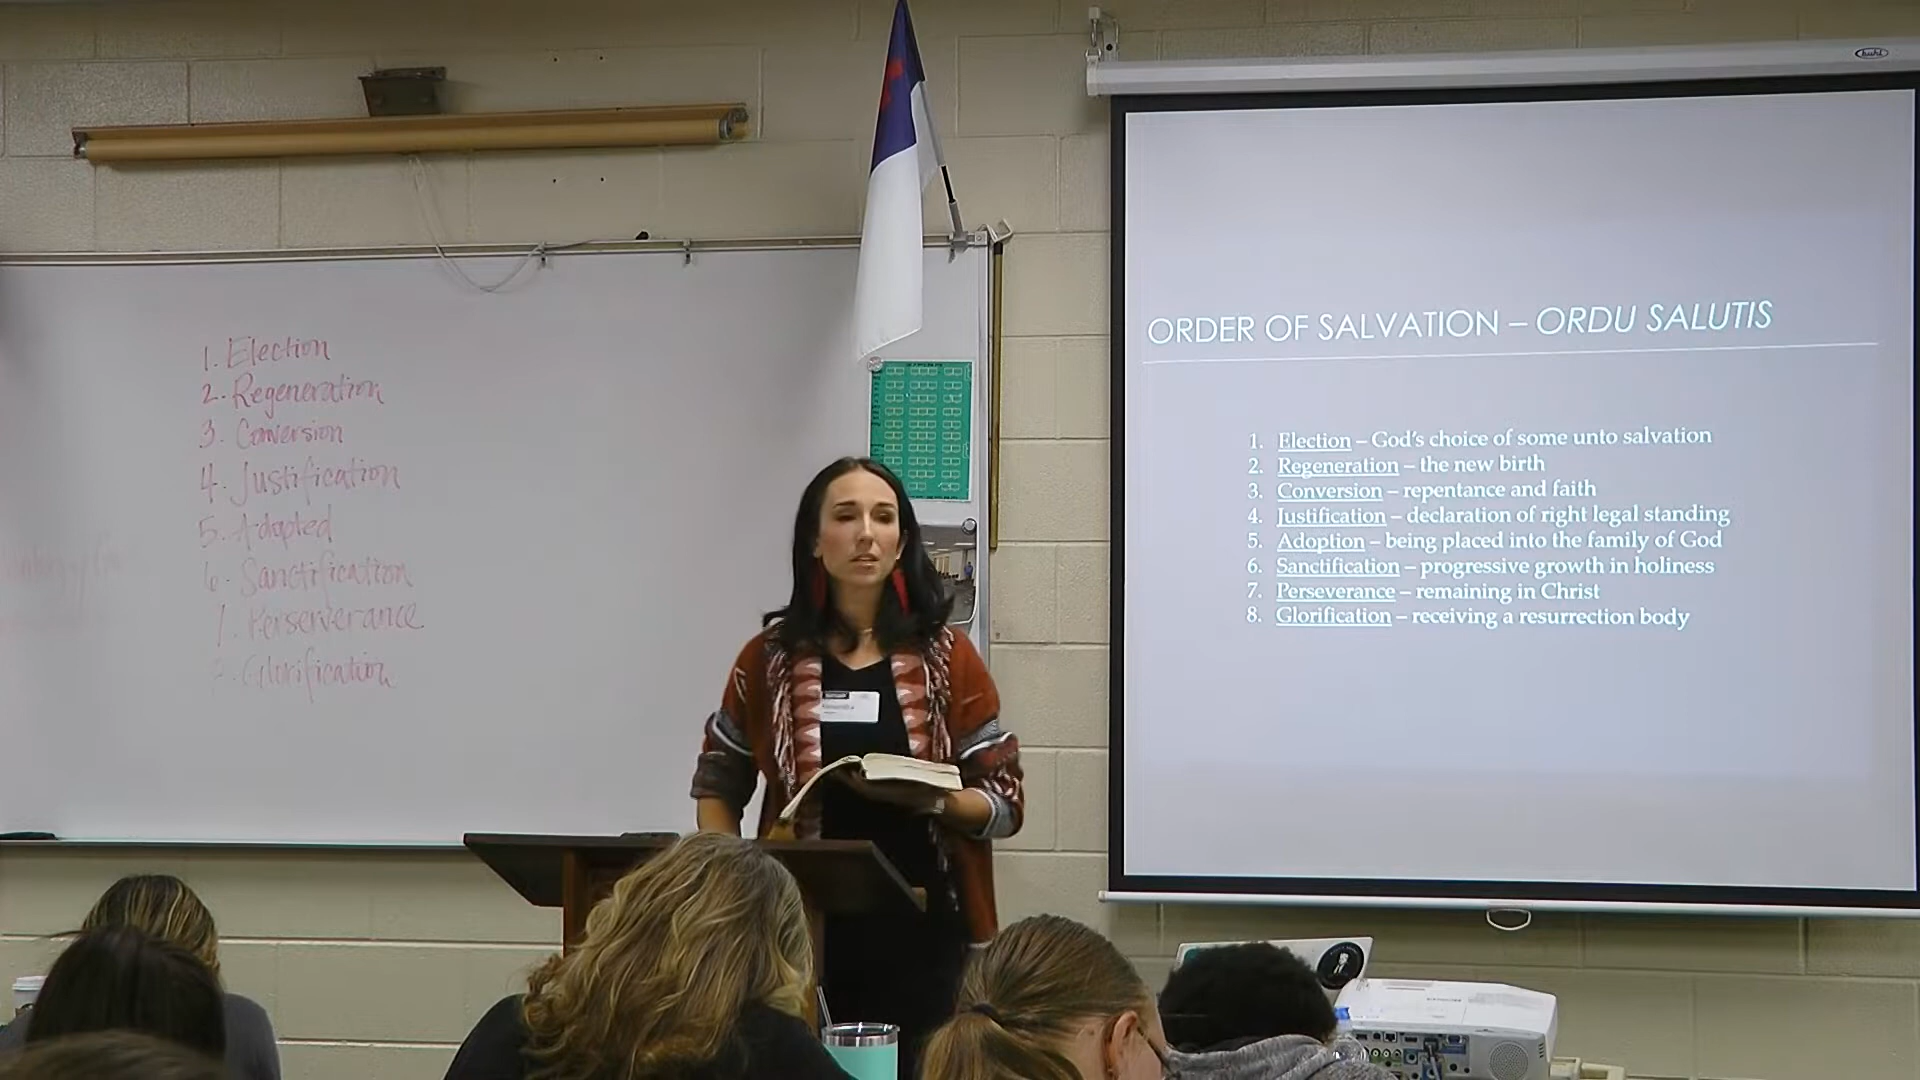 1. Election
2. Regeneration
3. Conversion
4. Justification
5. Adopted
6. Sanctification
7. Perserverance
8. Glorification
ORDER OF SALVATION – ORDU SALUTIS
1. Election – God's choice of some unto salvation
2. Regeneration – the new birth
3. Conversion – repentance and faith
4. Justification – declaration of right legal standing
5. Adoption – being placed into the family of God
6. Sanctification – progressive growth in holiness
7. Perseverance – remaining in Christ
8. Glorification – receiving a resurrection body
buhl